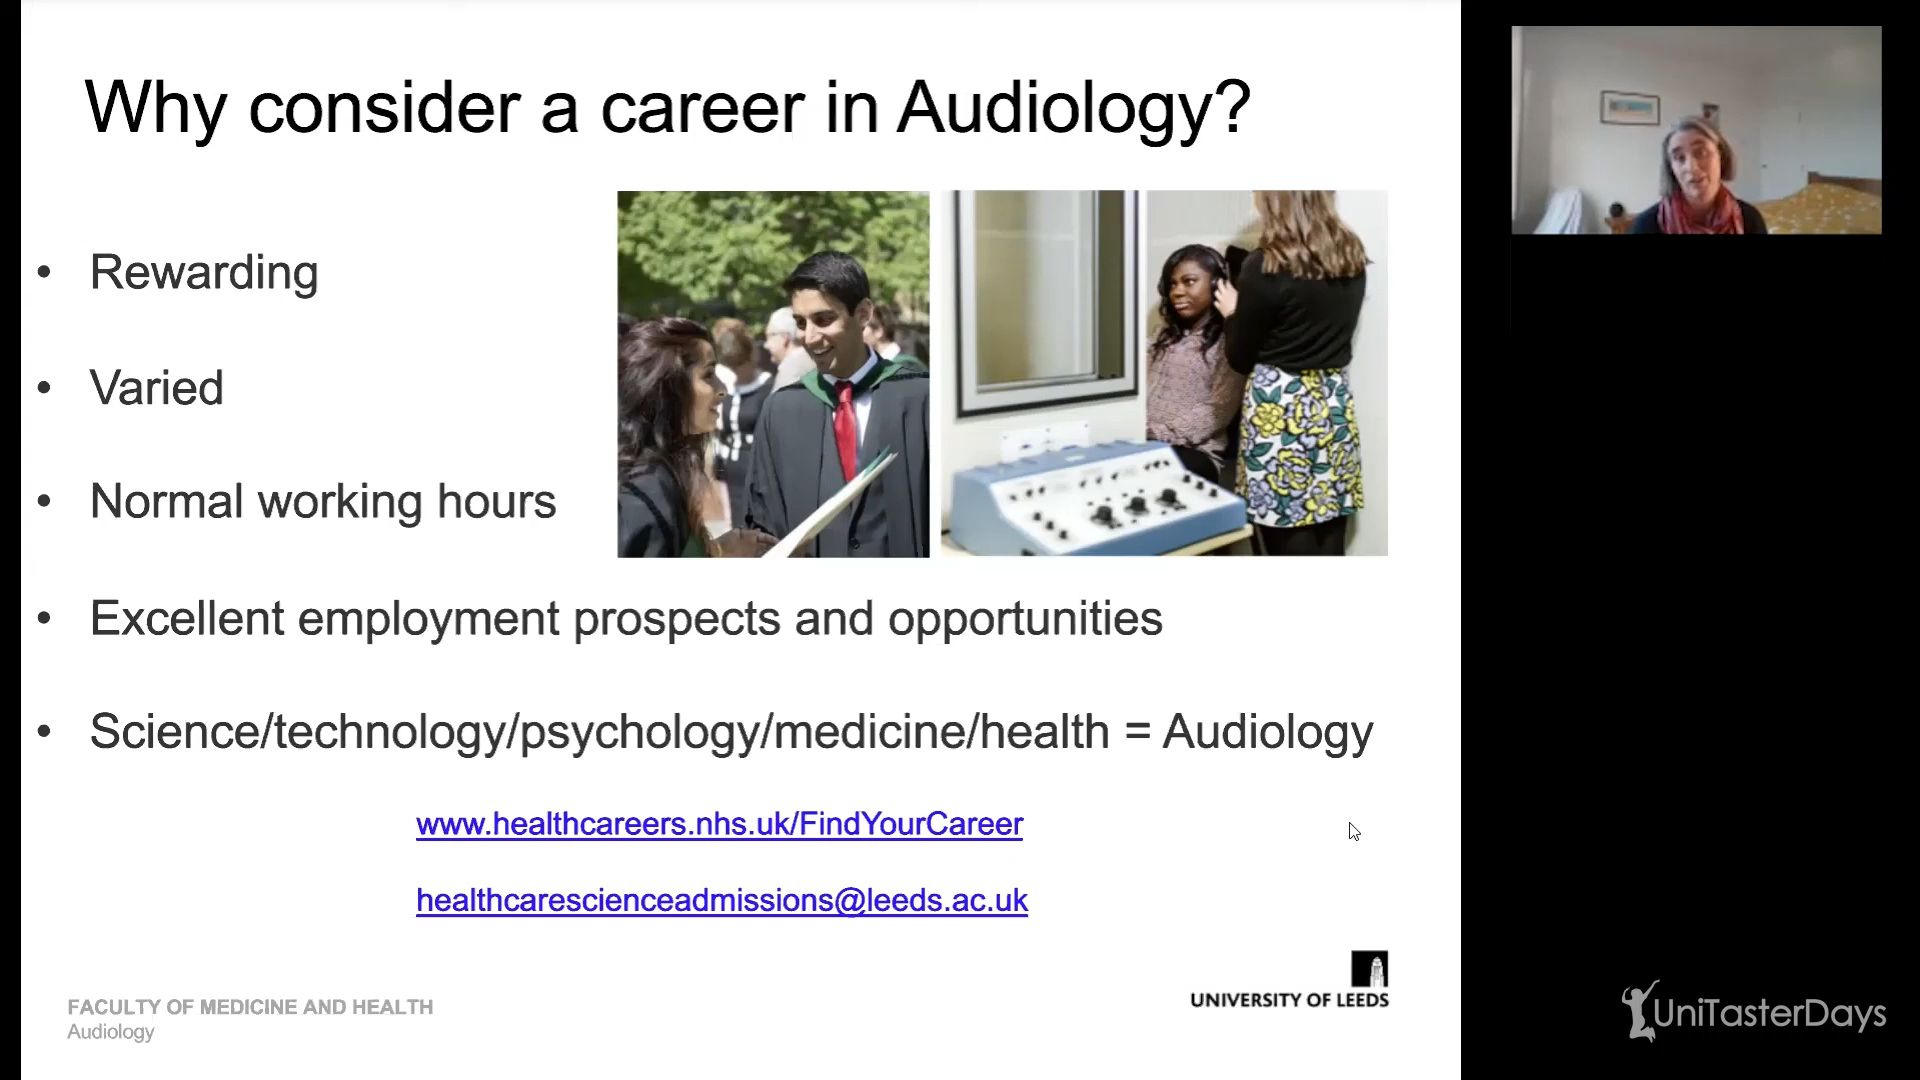 Why consider a career in Audiology?
• Rewarding
• Varied
• Normal working hours
• Excellent employment prospects and opportunities
• Science/technology/psychology/medicine/health = Audiology
www.healthcareers.nhs.uk/FindYourCareer
healthcarescienceadmissions@leeds.ac.uk
FACULTY OF MEDICINE AND HEALTH
Audiology
UNIVERSITY OF LEEDS
UniTasterDays